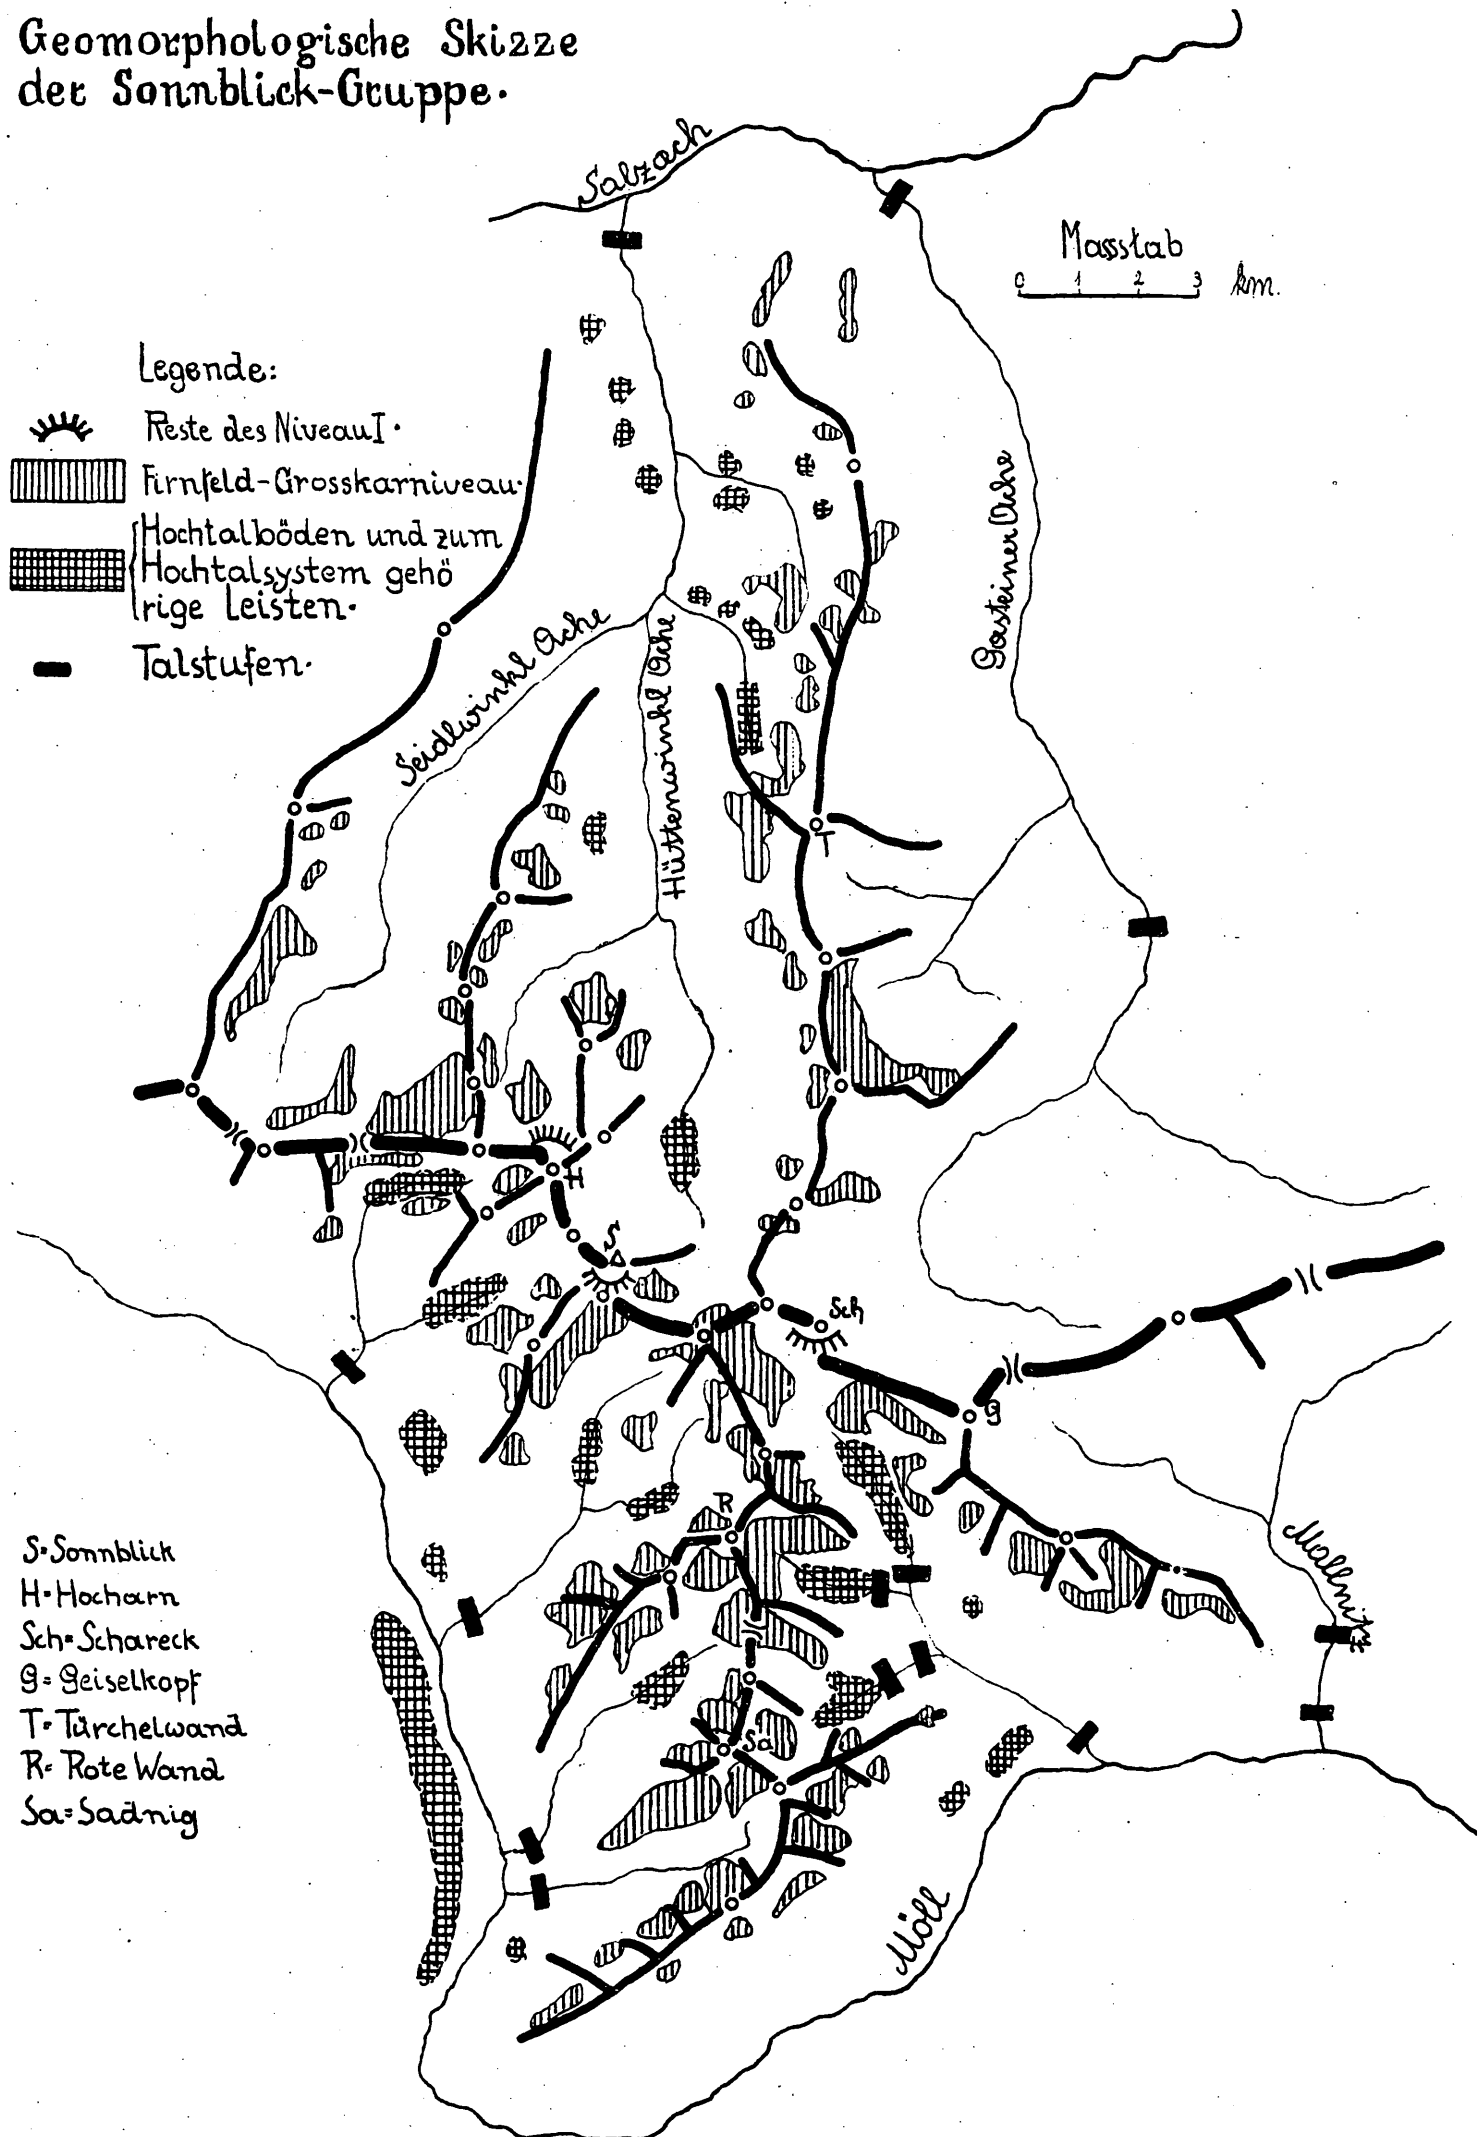 Geomorphologische Skizze
der Sonnblick-Gruppe.
Salzach
Massstab
0 1 2 3 km.
Legende:
Reste des Niveau I.
Firnfeld-Grosskarniveau.
Hochtalböden und zum
Hochtalsystem gehö
rige Leisten.
Talstufen.
Gasteiner Ache
Seidlwinkl Ache
Hüttenwinkl Ache
T
H
S
Sch
G
R
Mallnitz
Sa
Möll
S=Sonnblick
H=Hocharn
Sch=Schareck
G=Geiselkopf
T=Türchelwand
R=Rote Wand
Sa=Sadnig